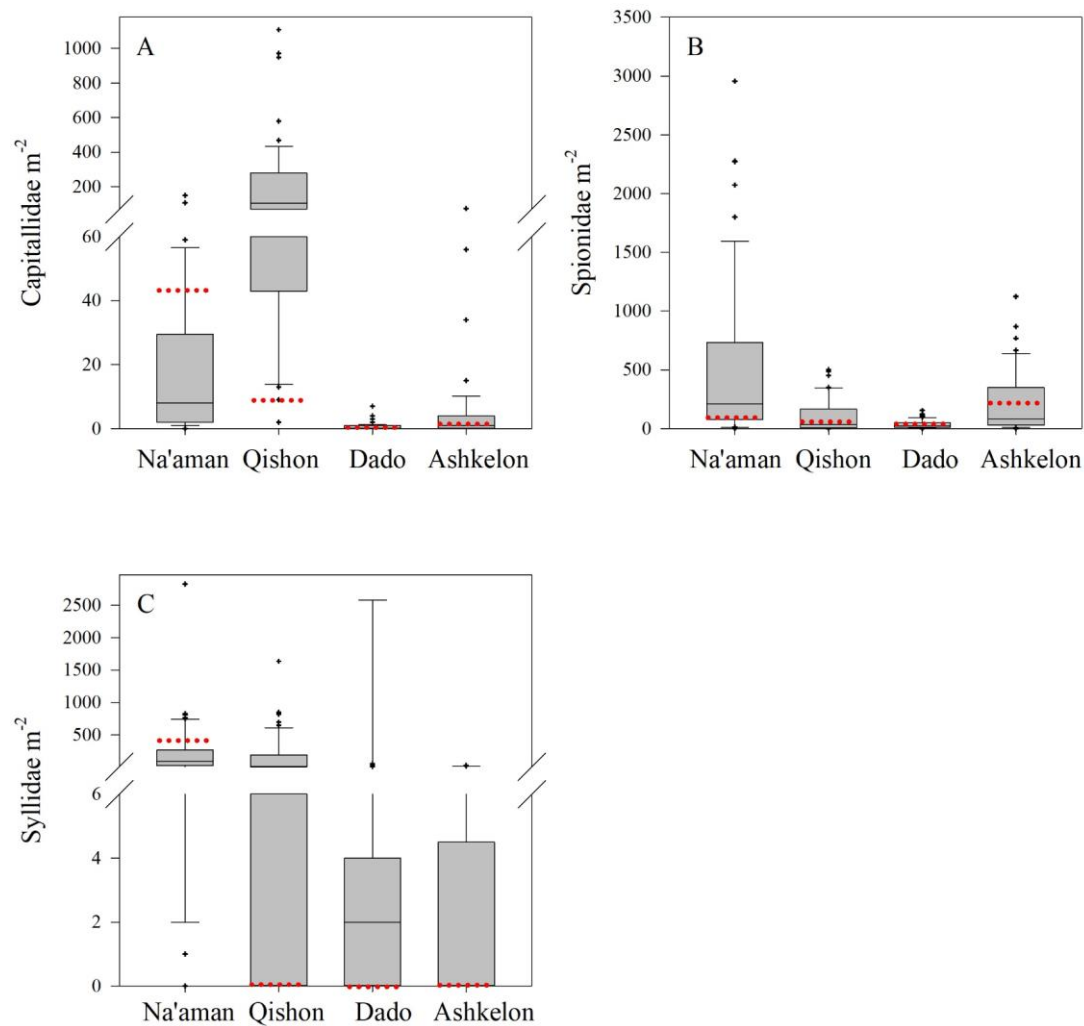 A
Capitallidae m-2
1000
800
600
400
200
60
40
20
0
Na'aman Qishon Dado Ashkelon
B
Spionidae m-2
3500
3000
2500
2000
1500
1000
500
0
Na'aman Qishon Dado Ashkelon
C
Syllidae m-2
2500
2000
1500
1000
500
6
4
2
0
Na'aman Qishon Dado Ashkelon